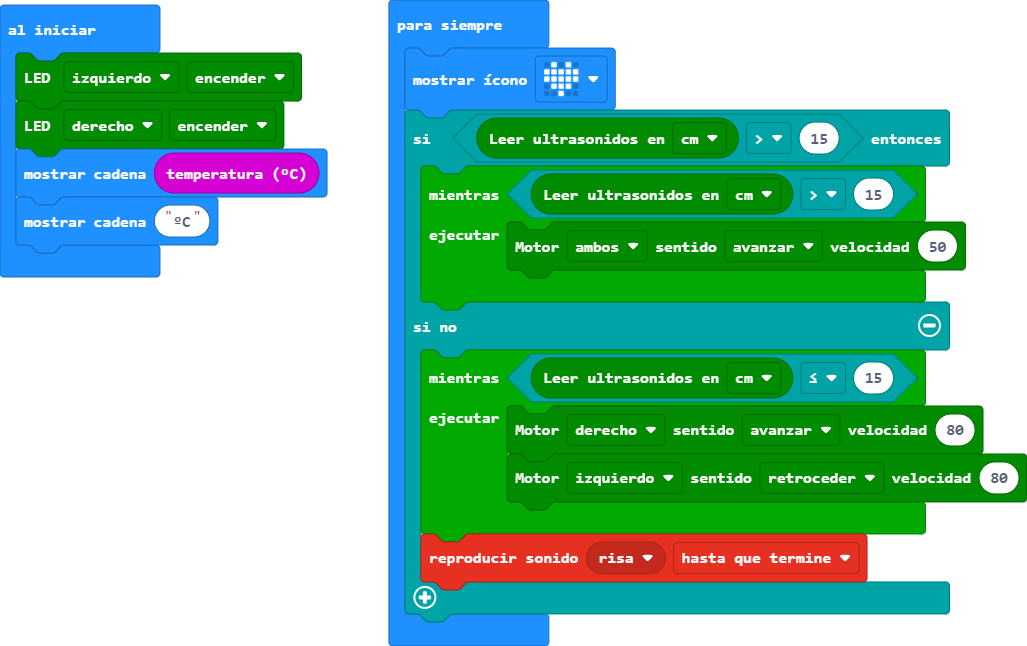 al iniciar
LED izquierdo encender
LED derecho encender
mostrar cadena temperatura (ºC)
mostrar cadena "ºC"
para siempre
mostrar ícono
si Leer ultrasonidos en cm > 15 entonces
mientras Leer ultrasonidos en cm > 15
ejecutar Motor ambos sentido avanzar velocidad 50
si no
mientras Leer ultrasonidos en cm ≤ 15
ejecutar
Motor derecho sentido avanzar velocidad 80
Motor izquierdo sentido retroceder velocidad 80
reproducir sonido risa hasta que termine